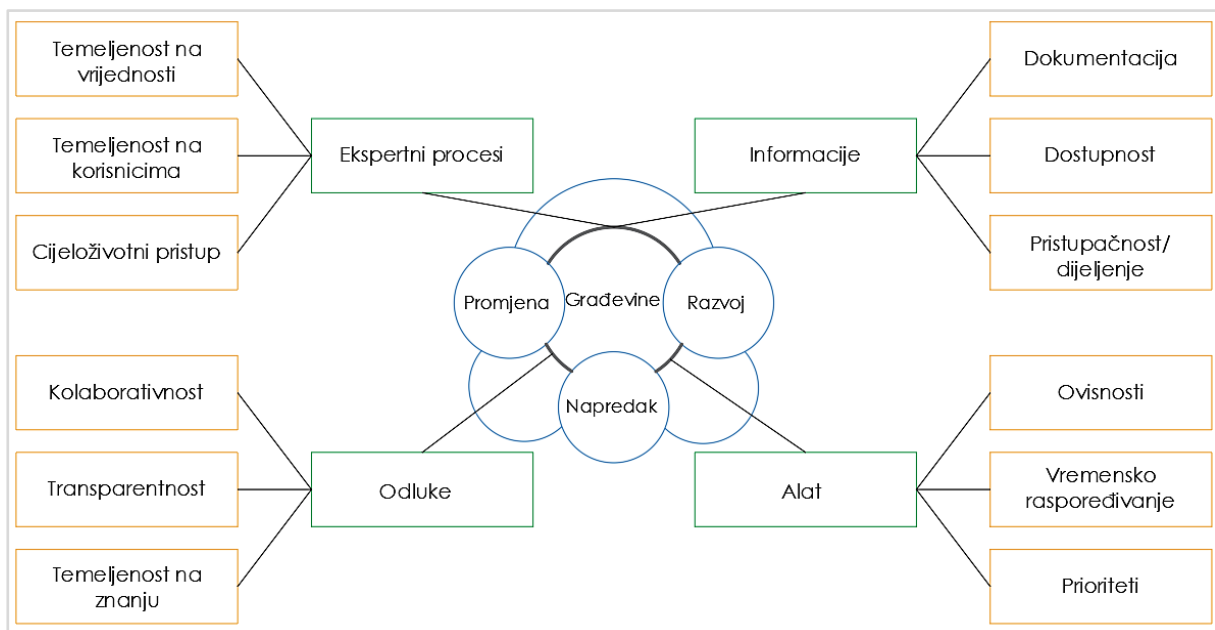 Temeljenost na
vrijednosti
Temeljenost na
korisnicima
Cijeloživotni pristup
Ekspertni procesi
Informacije
Dokumentacija
Dostupnost
Pristupačnost/
dijeljenje
Promjena
Građevine
Razvoj
Napredak
Kolaborativnost
Transparentnost
Temeljenost na
znanju
Odluke
Alat
Ovisnosti
Vremensko
raspoređivanje
Prioriteti